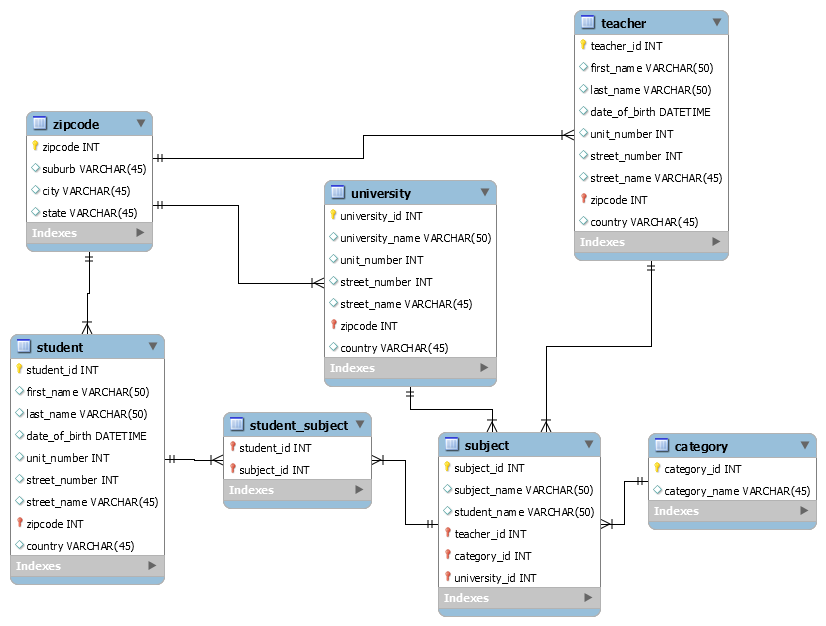 teacher
teacher_id INT
first_name VARCHAR(50)
last_name VARCHAR(50)
date_of_birth DATETIME
unit_number INT
street_number INT
street_name VARCHAR(45)
zipcode INT
country VARCHAR(45)
Indexes
zipcode
zipcode INT
suburb VARCHAR(45)
city VARCHAR(45)
state VARCHAR(45)
Indexes
university
university_id INT
university_name VARCHAR(50)
unit_number INT
street_number INT
street_name VARCHAR(45)
zipcode INT
country VARCHAR(45)
Indexes
student
student_id INT
first_name VARCHAR(50)
last_name VARCHAR(50)
date_of_birth DATETIME
unit_number INT
street_number INT
street_name VARCHAR(45)
zipcode INT
country VARCHAR(45)
Indexes
student_subject
student_id INT
subject_id INT
Indexes
subject
subject_id INT
subject_name VARCHAR(50)
student_name VARCHAR(50)
teacher_id INT
category_id INT
university_id INT
Indexes
category
category_id INT
category_name VARCHAR(45)
Indexes